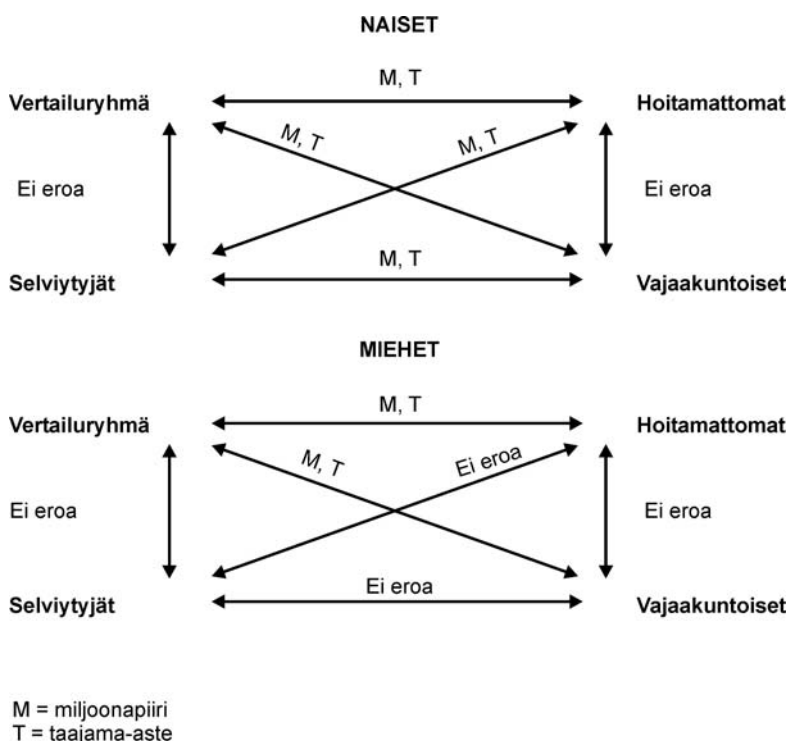 NAISET
M, T
Vertailuryhmä
Hoitamattomat
M, T
M, T
Ei eroa
Ei eroa
M, T
Selviytyjät
Vajaakuntoiset
MIEHET
M, T
Vertailuryhmä
Hoitamattomat
M, T
Ei eroa
Ei eroa
Ei eroa
Ei eroa
Selviytyjät
Vajaakuntoiset
M = miljoonapiiri
T = taajama-aste